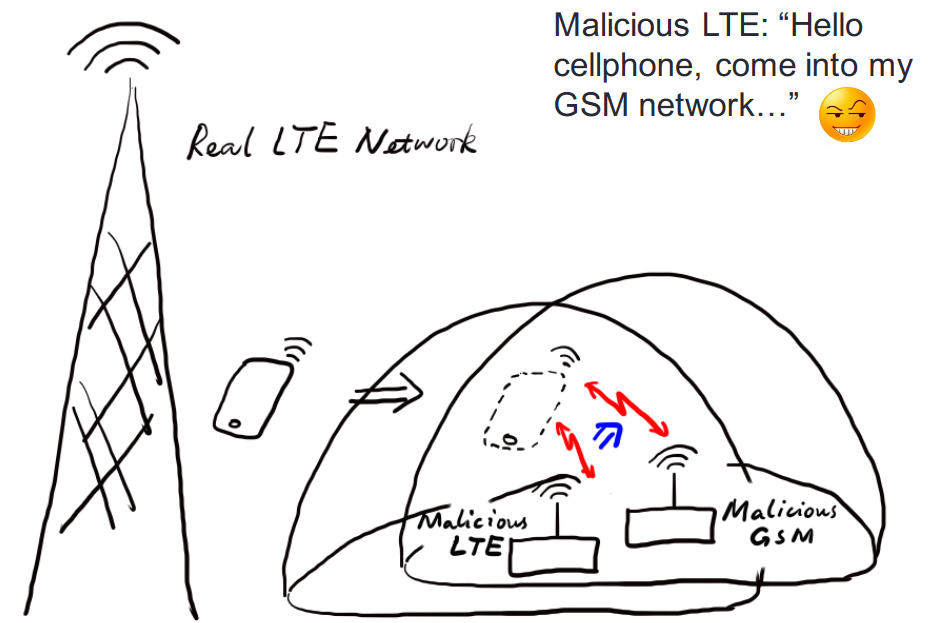 Malicious LTE: “Hello
cellphone, come into my
GSM network…”
Real LTE Network
Malicious
LTE
Malicious
GSM